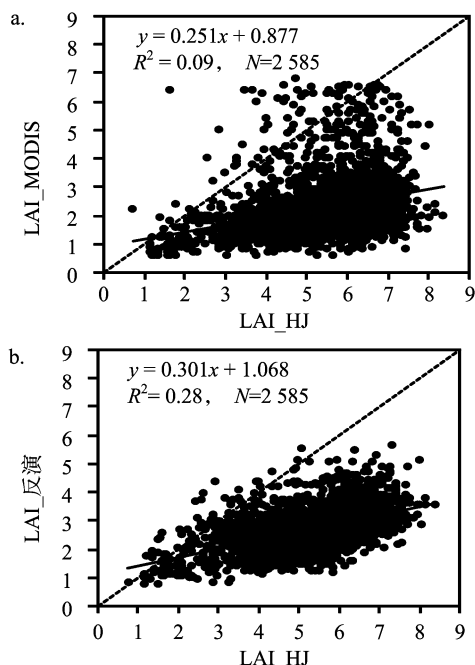 a.
y = 0.251x + 0.877
R² = 0.09， N=2 585
9
8
7
6
5
4
3
2
1
0
LAI_MODIS
0 1 2 3 4 5 6 7 8 9
LAI_HJ
b.
y = 0.301x + 1.068
R²= 0.28， N=2 585
9
8
7
6
5
4
3
2
1
0
LAI_反演
0 1 2 3 4 5 6 7 8 9
LAI_HJ